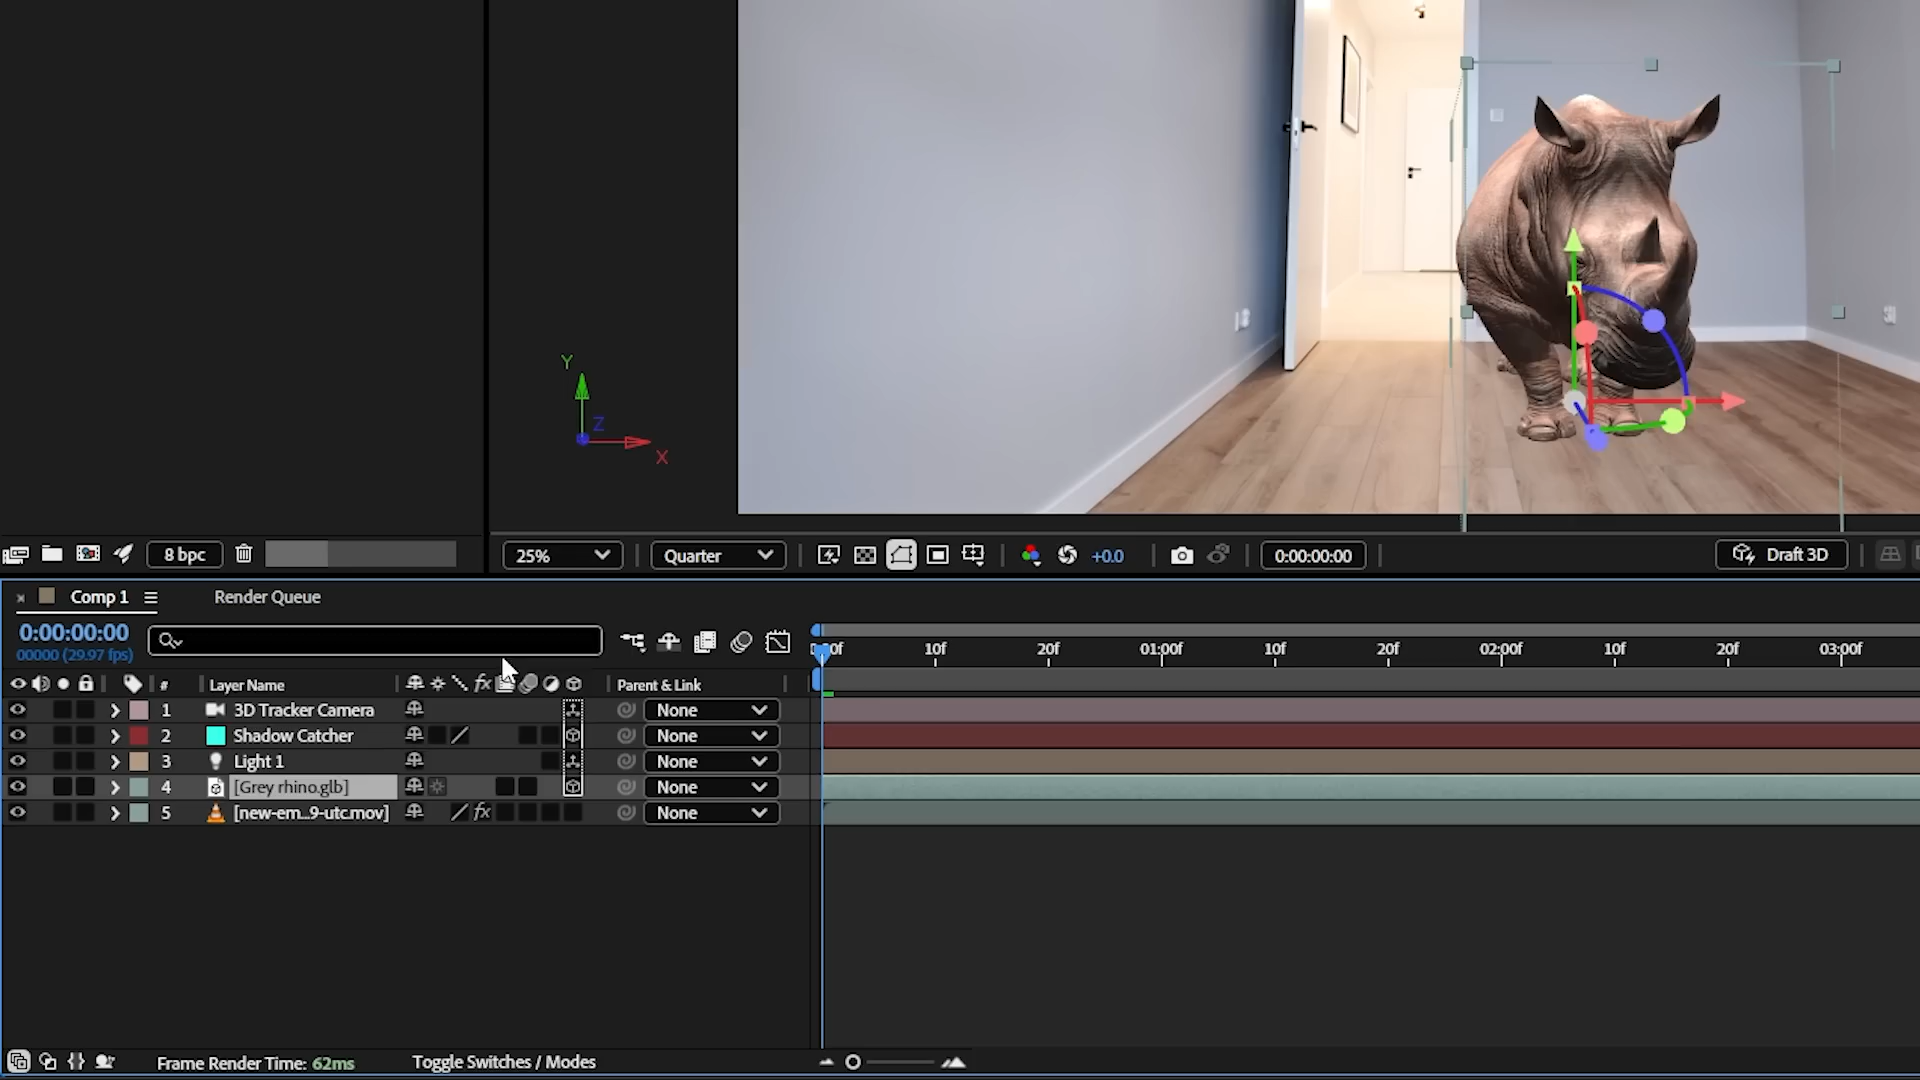 Y
Z
X
8 bpc
25%
Quarter
+0.0
0:00:00:00
Draft 3D
Comp 1
Render Queue
0:00:00:00
00000 (29.97 fps)
10f
20f
01:00f
10f
20f
02:00f
10f
20f
03:00f
#
Layer Name
fx
Parent & Link
1
3D Tracker Camera
None
2
Shadow Catcher
None
3
Light 1
None
4
[Grey rhino.glb]
None
5
[new-em...9-utc.mov]
fx
None
Frame Render Time: 62ms
Toggle Switches / Modes